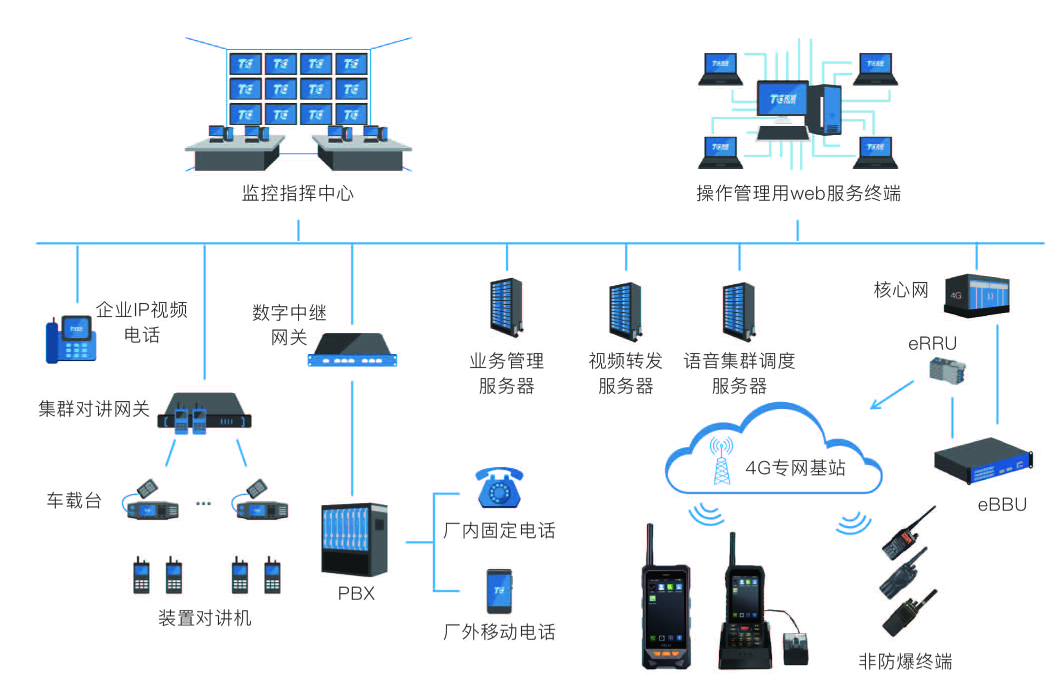 监控指挥中心
操作管理用web服务终端
企业IP视频
电话
数字中继
网关
业务管理
服务器
视频转发
服务器
语音集群调度
服务器
核心网
4G
eRRU
集群对讲网关
4G专网基站
eBBU
车载台
...
厂内固定电话
PBX
装置对讲机
厂外移动电话
非防爆终端